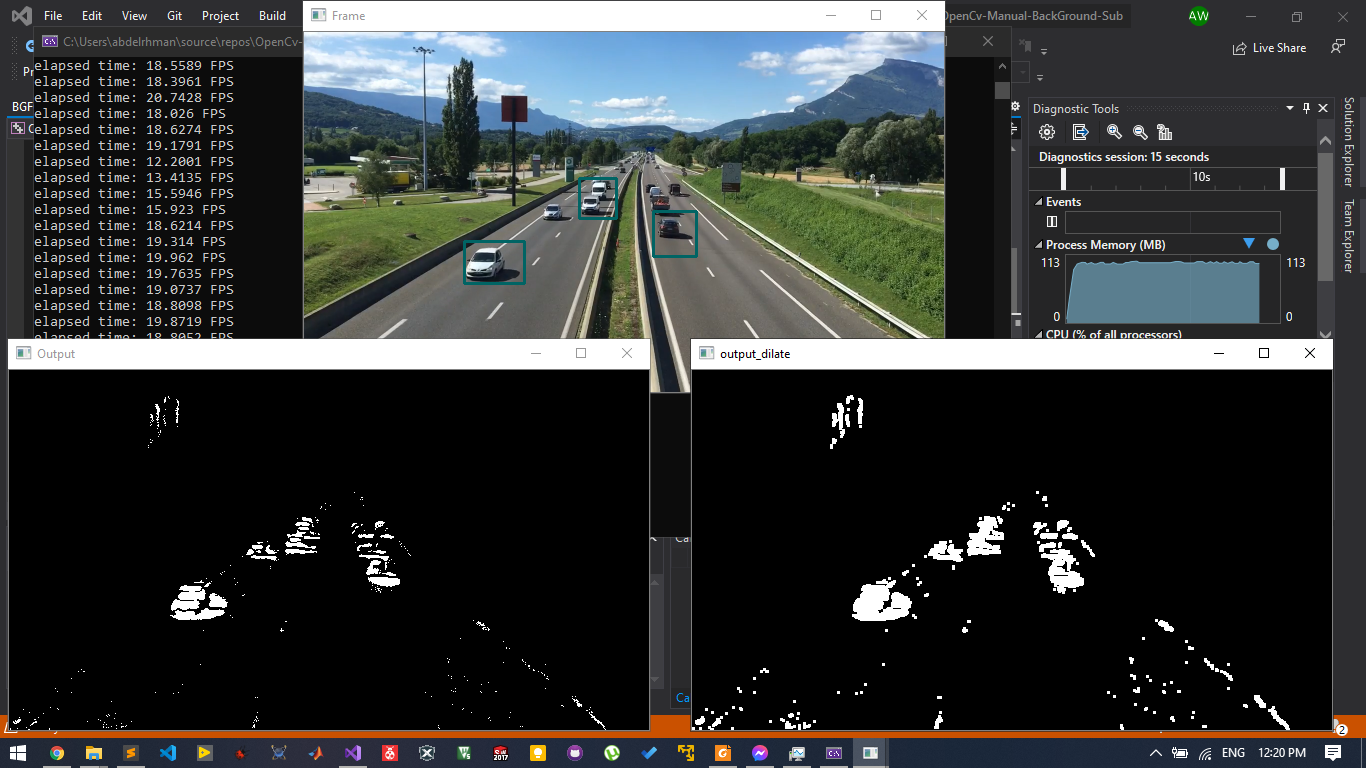 File Edit View Git Project Build
Frame
OpenCv-Manual-BackGround-Sub
AW
C:\Users\abdelrhman\source\repos\OpenCv-
Live Share
elapsed time: 18.5589 FPS
elapsed time: 18.3961 FPS
elapsed time: 20.7428 FPS
elapsed time: 18.026 FPS
elapsed time: 18.6274 FPS
elapsed time: 19.1791 FPS
elapsed time: 12.2001 FPS
elapsed time: 13.4135 FPS
elapsed time: 15.5946 FPS
elapsed time: 15.923 FPS
elapsed time: 18.6214 FPS
elapsed time: 19.314 FPS
elapsed time: 19.962 FPS
elapsed time: 19.7635 FPS
elapsed time: 19.0737 FPS
elapsed time: 18.8098 FPS
elapsed time: 19.8719 FPS
elapsed time: 18.8052 FPS
BGF
Diagnostic Tools
Diagnostics session: 15 seconds
10s
Events
Process Memory (MB)
113 113
0 0
CPU (% of all processors)
Solution Explorer
Team Explorer
Output
output_dilate
Ca
2
SW
2017
ENG
12:20 PM